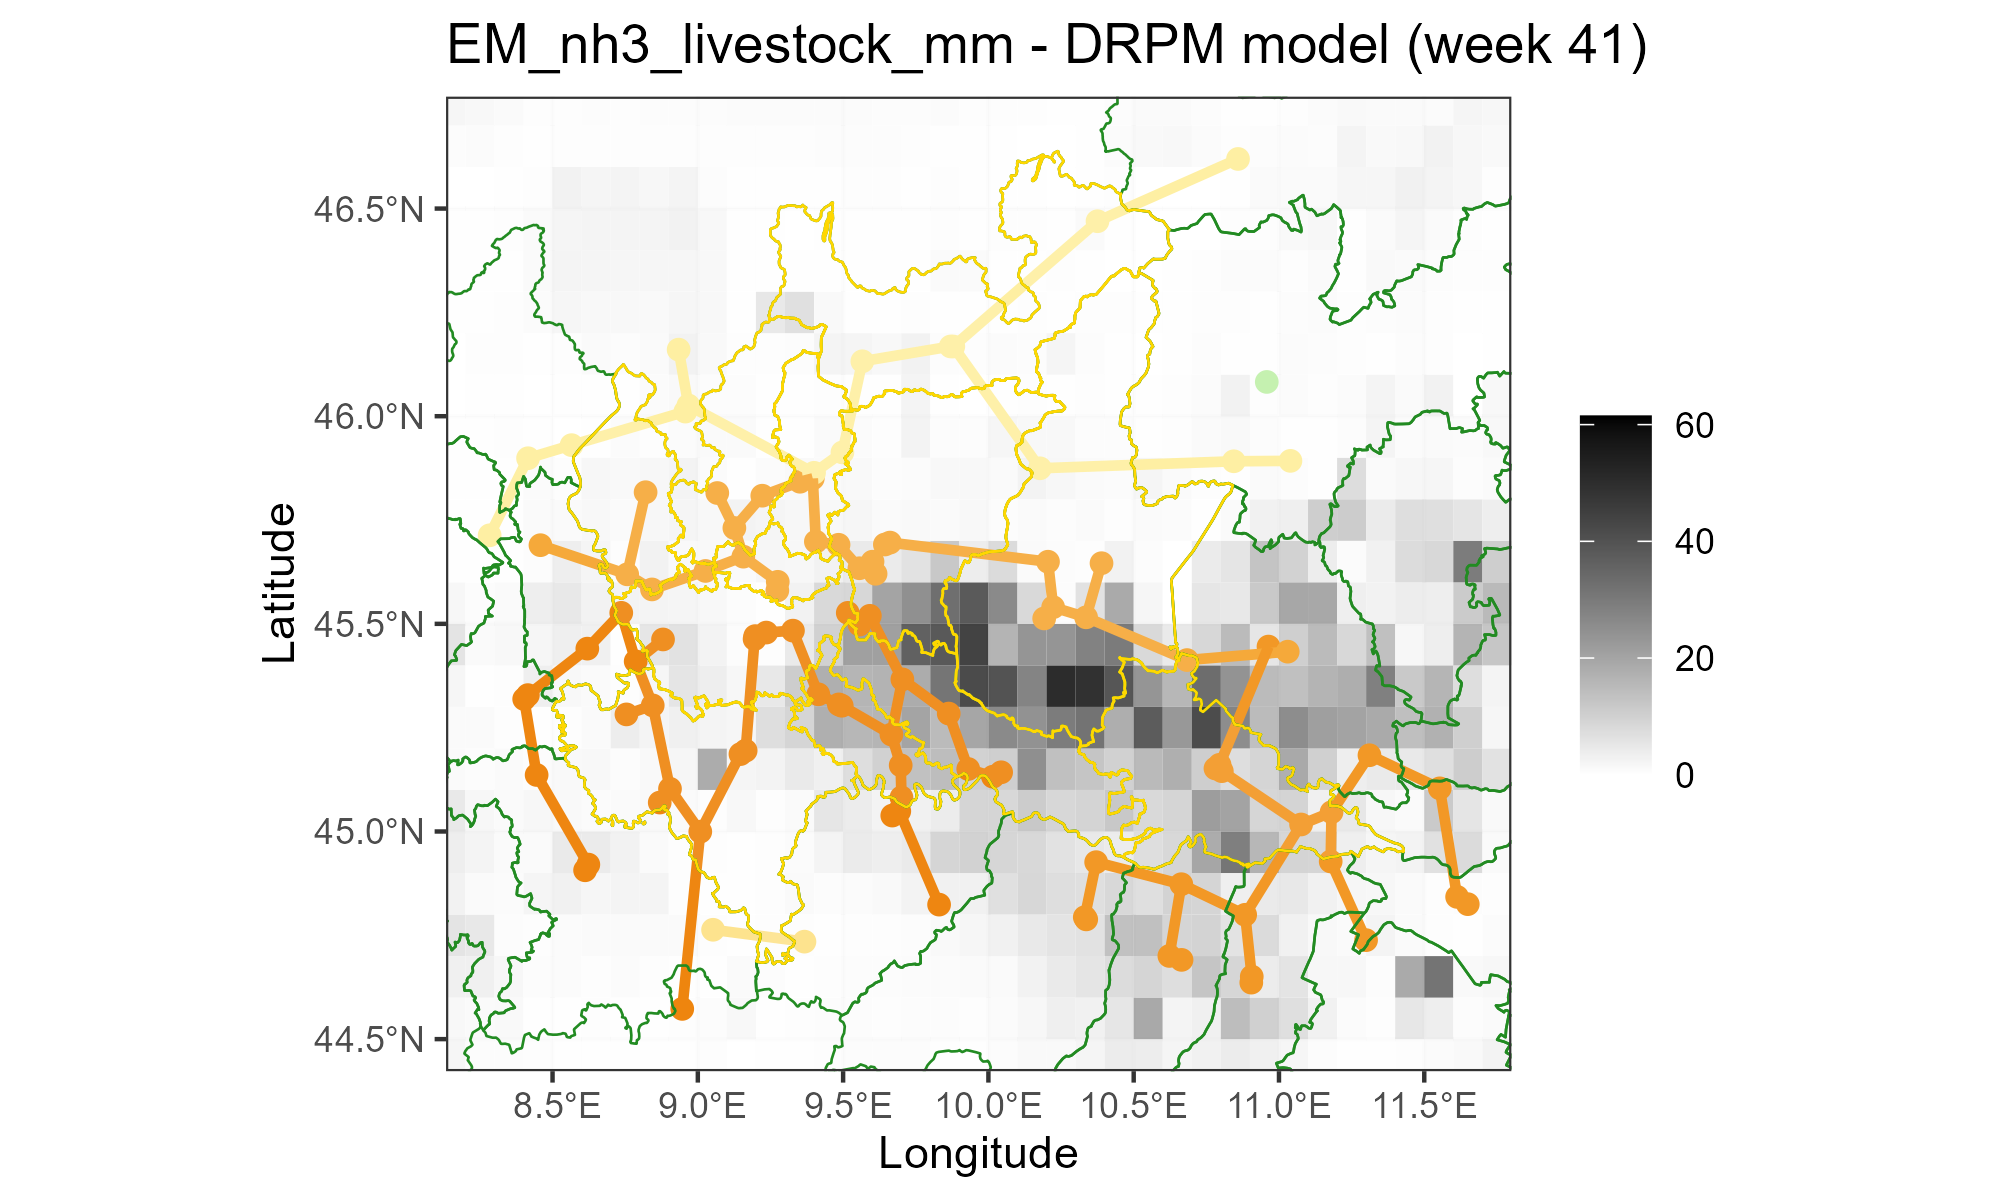 EM_nh3_livestock_mm - DRPM model (week 41)
46.5°N
46.0°N
45.5°N
45.0°N
44.5°N
Latitude
8.5°E
9.0°E
9.5°E
10.0°E
10.5°E
11.0°E
11.5°E
Longitude
60
40
20
0